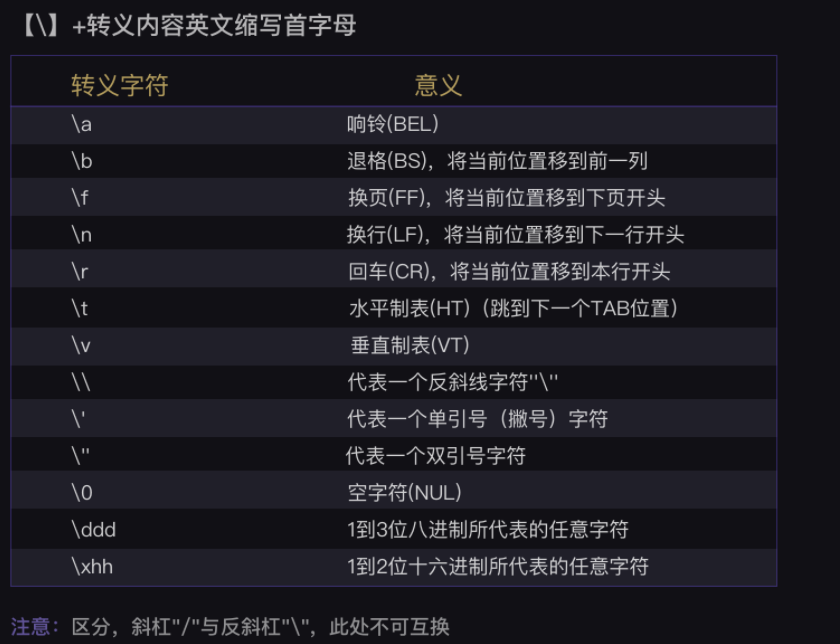 【\】+转义内容英文缩写首字母
转义字符 意义
\a 响铃(BEL)
\b 退格(BS)，将当前位置移到前一列
\f 换页(FF)，将当前位置移到下页开头
\n 换行(LF)，将当前位置移到下一行开头
\r 回车(CR)，将当前位置移到本行开头
\t 水平制表(HT)（跳到下一个TAB位置）
\v 垂直制表(VT)
\\ 代表一个反斜线字符"\"
\' 代表一个单引号（撇号）字符
\" 代表一个双引号字符
\0 空字符(NUL)
\ddd 1到3位八进制所代表的任意字符
\xhh 1到2位十六进制所代表的任意字符
注意：区分，斜杠"/"与反斜杠"\"，此处不可互换